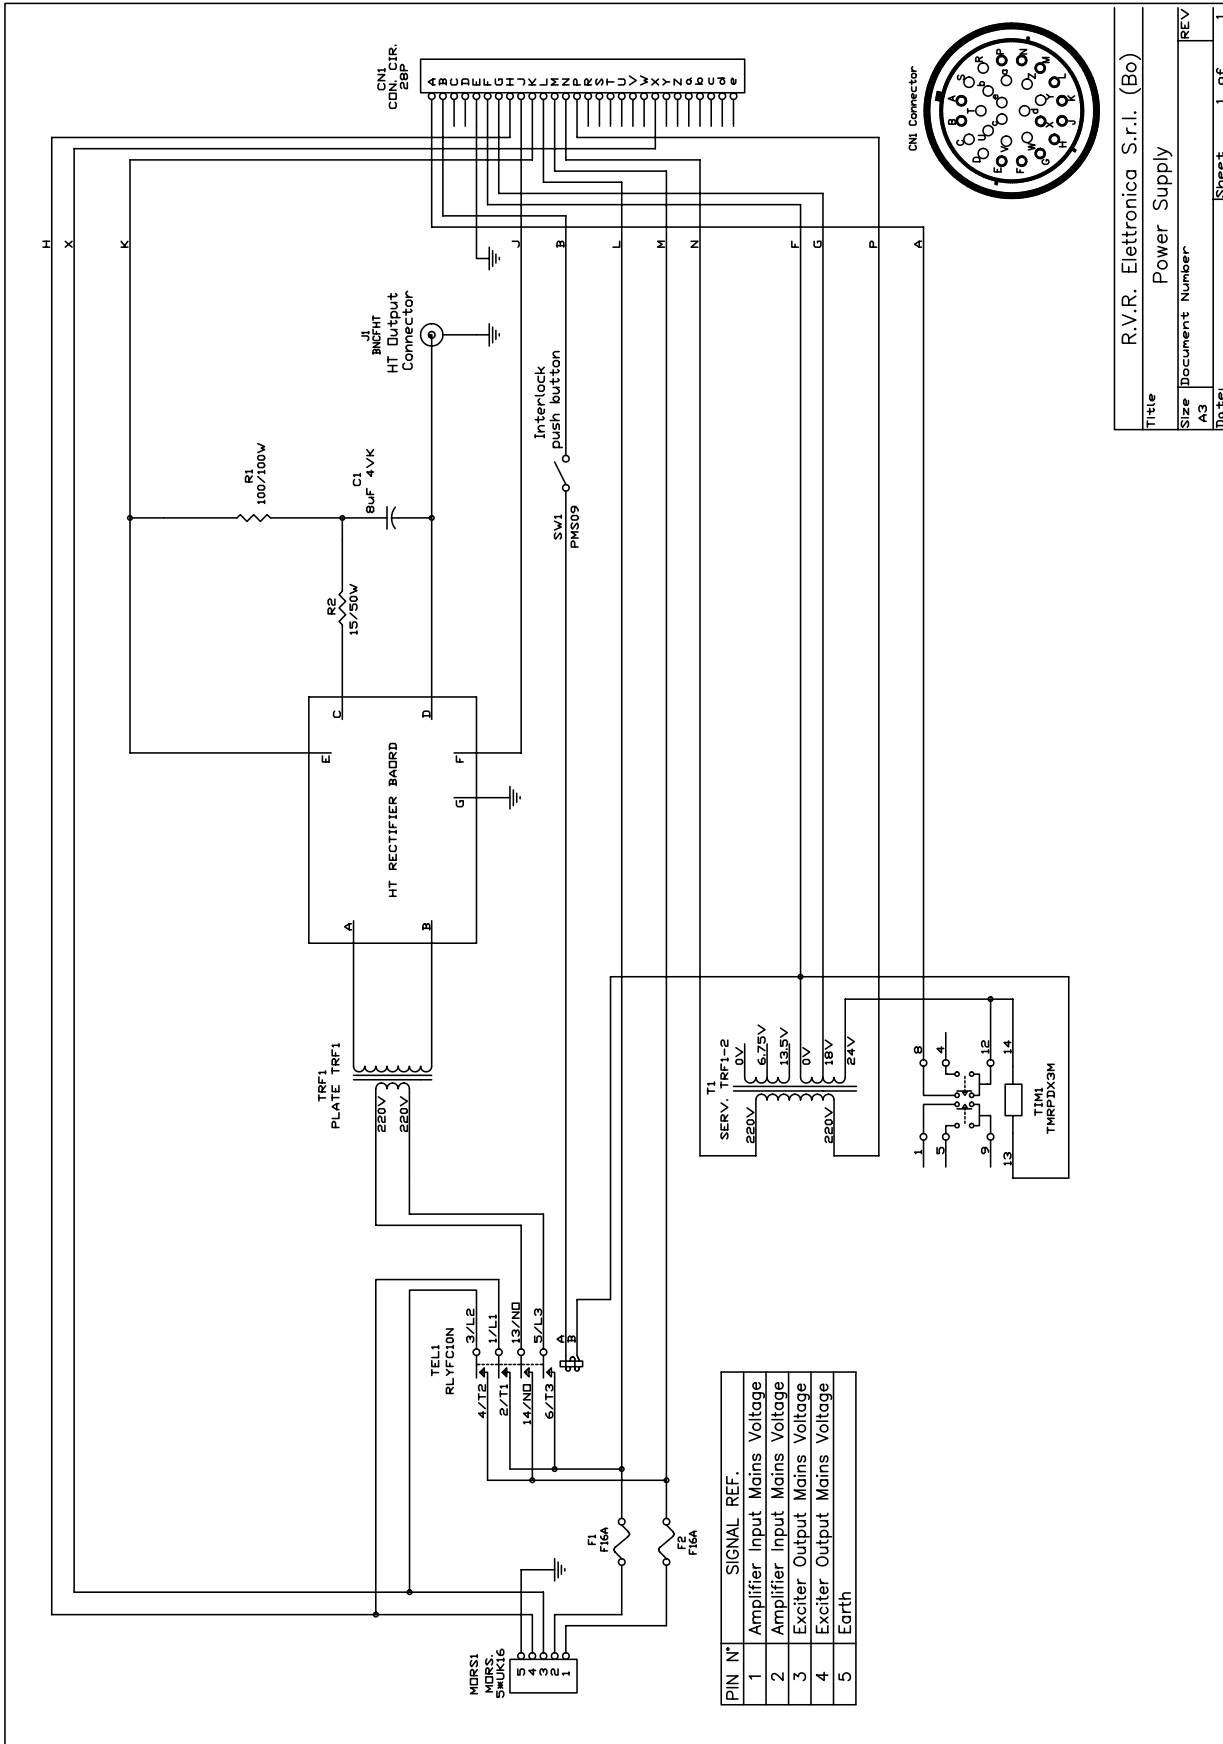 CN1
CON. CIR.
28P
A
B
C
D
E
F
G
H
J
K
L
M
N
P
R
S
T
U
V
W
X
Y
Z
a
b
c
d
e
H
X
K
J
B
L
M
N
F
G
P
A
CN1 Connector
A
B
C
D
E
F
G
H
J
K
L
M
N
P
R
S
T
U
V
W
X
Y
Z
a
b
c
d
e
J1
BNCFHT
HT Output
Connector
R1
100/100W
C1
8uF 4VK
R2
15/50W
Interlock
push button
SW1
PMS09
HT RECTIFIER BAORD
A
B
C
D
E
F
G
TRF1
PLATE TRF1
220V
220V
T1
SERV. TRF1-2
220V
220V
0V
6.75V
13.5V
0V
18V
24V
8
4
12
14
1
5
9
13
TIM1
TMRPDX3M
TEL1
RLYFC10N
3/L2
1/L1
13/NO
5/L3
A
B
4/T2
2/T1
14/NO
6/T3
F1
F16A
F2
F16A
MORS1
MORS.
5*UK16
5
4
3
2
1
PIN N° SIGNAL REF.
1 Amplifier Input Mains Voltage
2 Amplifier Input Mains Voltage
3 Exciter Output Mains Voltage
4 Exciter Output Mains Voltage
5 Earth
R.V.R. Elettronica S.r.l. (Bo)
Title
Power Supply
Size Document Number REV
A3
Date: Sheet 1 of 1